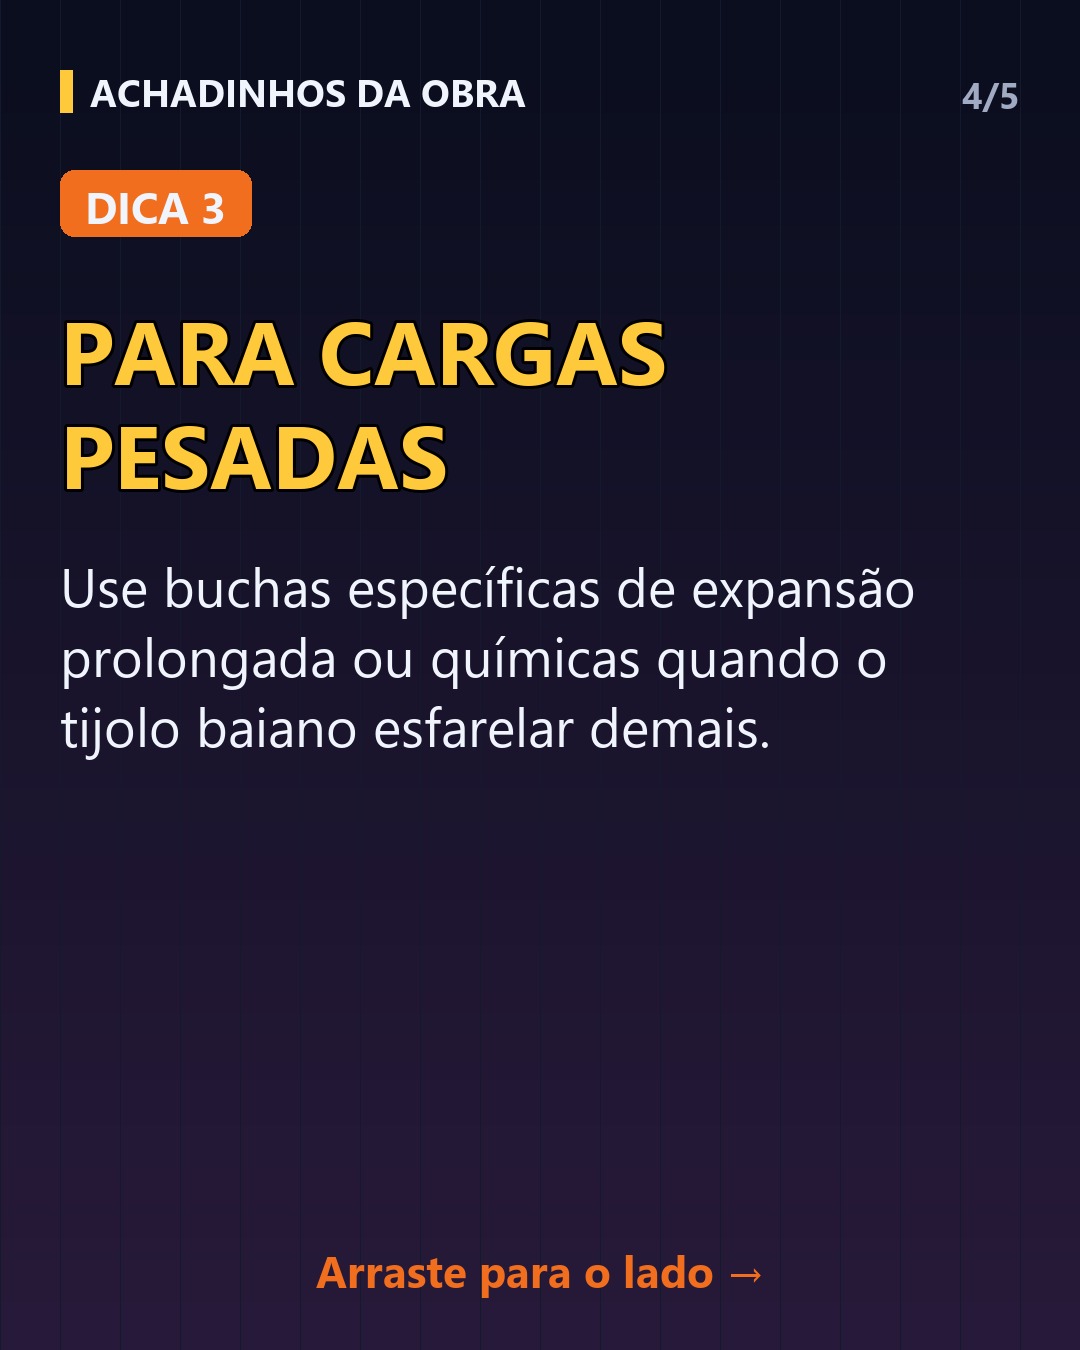 ACHADINHOS DA OBRA
4/5
DICA 3
PARA CARGAS
PESADAS
Use buchas específicas de expansão
prolongada ou químicas quando o
tijolo baiano esfarelar demais.
Arraste para o lado →